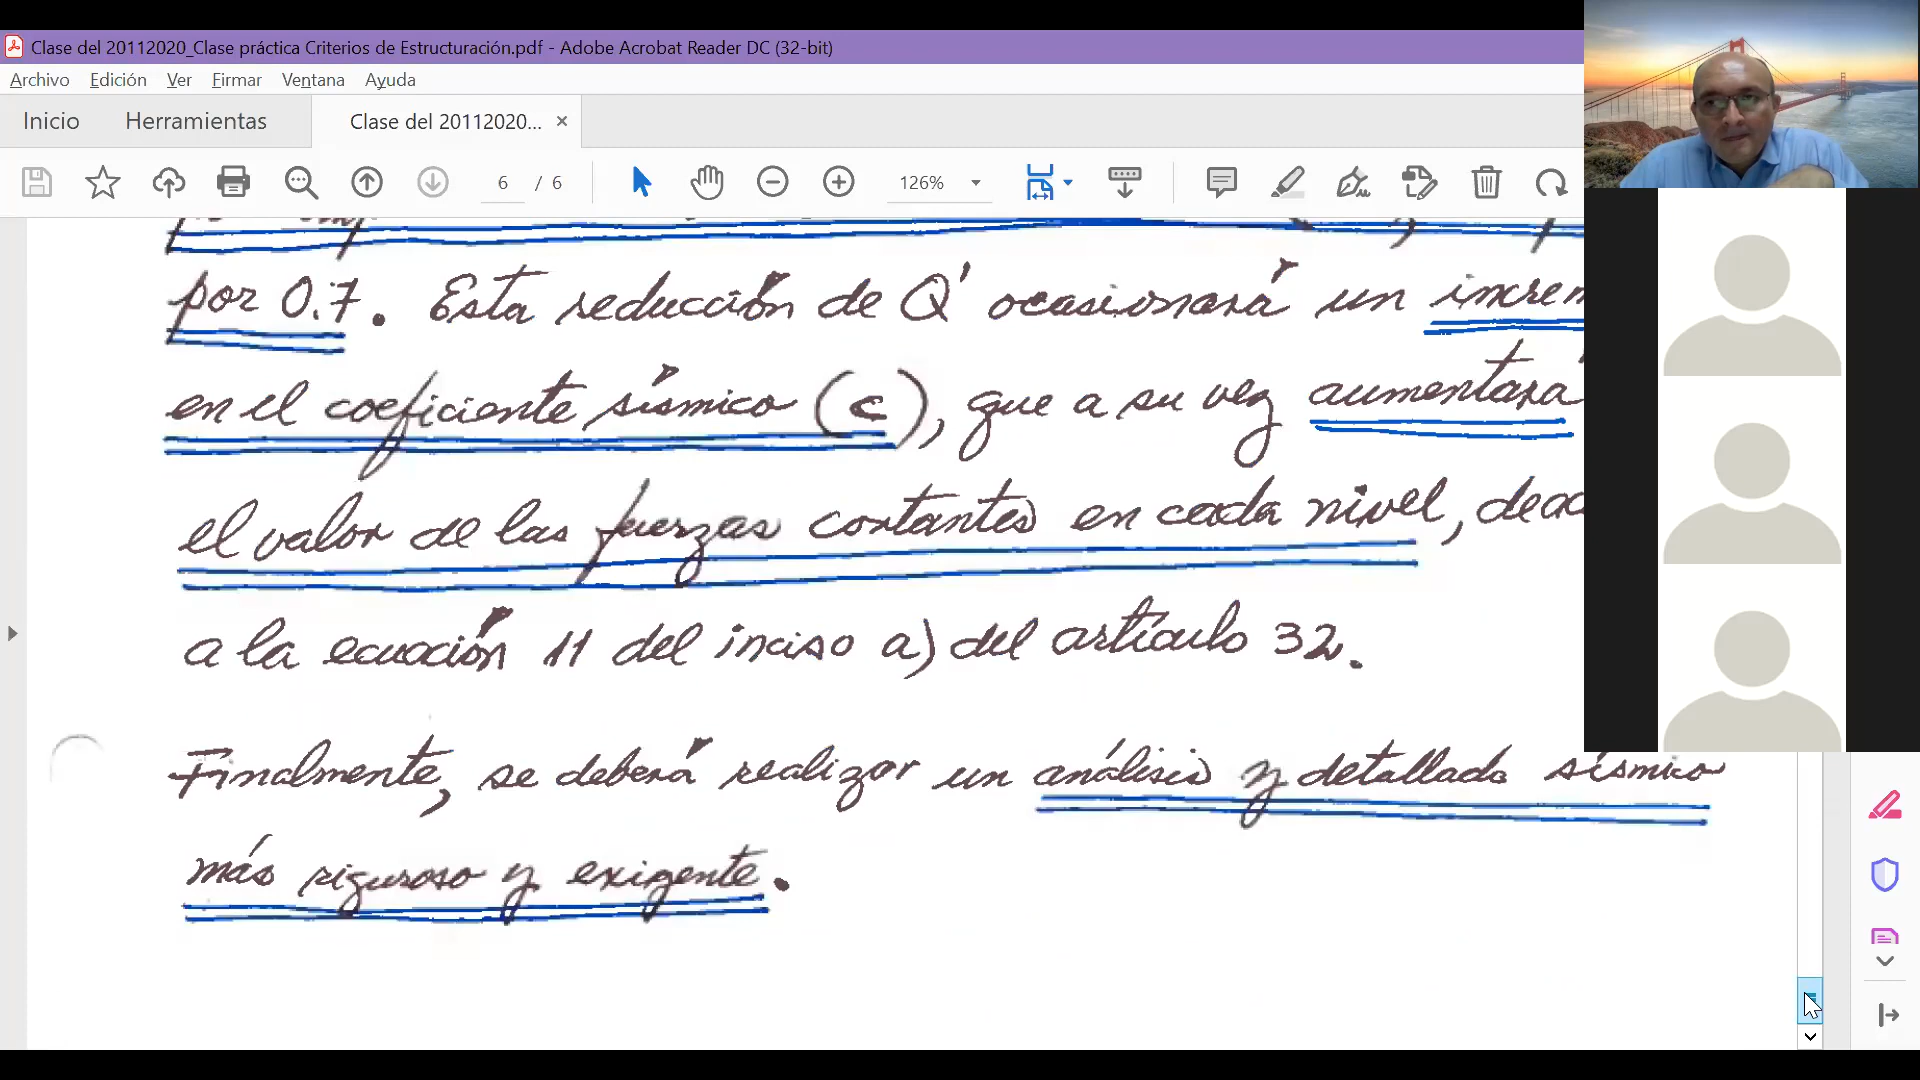 Clase del 20112020_Clase práctica Criterios de Estructuración.pdf - Adobe Acrobat Reader DC (32-bit)
Archivo Edición Ver Firmar Ventana Ayuda
Inicio Herramientas Clase del 20112020... ×
6 / 6 126%
por 0.7. Esta reducción de Q' ocasionará un increm
en el coeficiente sísmico (c), que a su vez aumentará
el valor de las fuerzas cortantes en cada nivel,
a la ecuación 11 del inciso a) del artículo 32.
Finalmente, se deberá realizar un análisis y detallado sísmico
más riguroso y exigente.